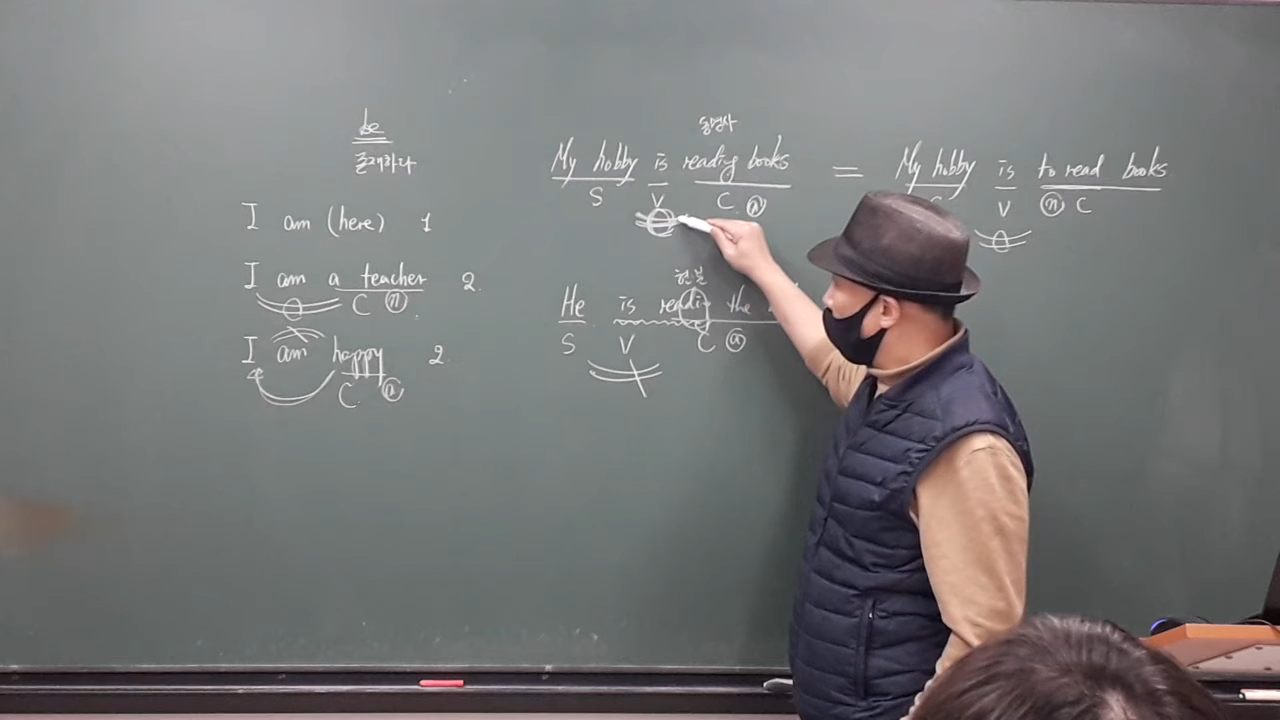 be
존재하다
I am (here) 1
I am a teacher 2.
C ⓝ
I am happy 2
C ⓐ
동명사
My hobby is reading books = My hobby is to read books
S V C ⓝ V ⓝ C
현분
He is reading the
S V C ⓐ